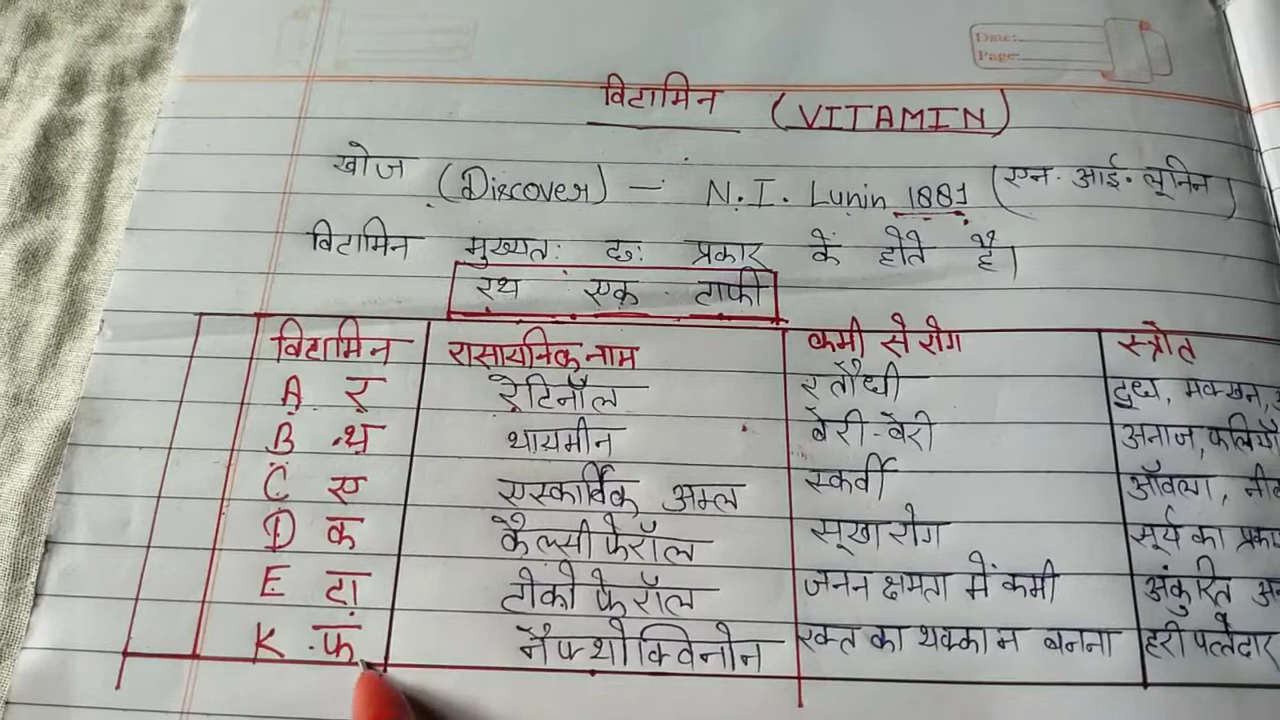 Date:
Page:
विटामिन (VITAMIN)
खोज (Discover) — N.I. Lunin 1881 (एन. आई. लूनिन)
विटामिन मुख्यतः छः प्रकार के होते है।
रथ एक टाफी
विटामिन रासायनिक नाम कमी से रोग स्त्रोत
A र रेटिनॉल रतौंधी दूध, मक्खन,
B थ थायमीन बेरी-बेरी अनाज, फलियाँ
C ए एस्कार्बिक अम्ल स्कर्वी आँवला,
D क कैल्सीफेरॉल सूखा रोग सूर्य का
E टा टोकोफेरॉल जनन क्षमता में कमी अंकुरित
K फ नैफ्थोक्विनोन रक्त का थक्का न बनना हरी पत्तेदार